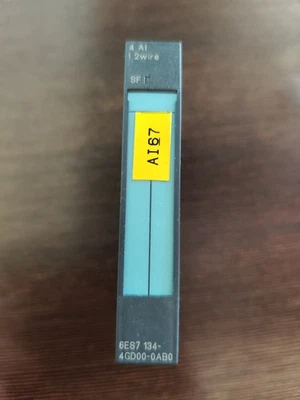 4 AI
I 2wire
SF
AI67
6ES7 134-
4GD00-0AB0